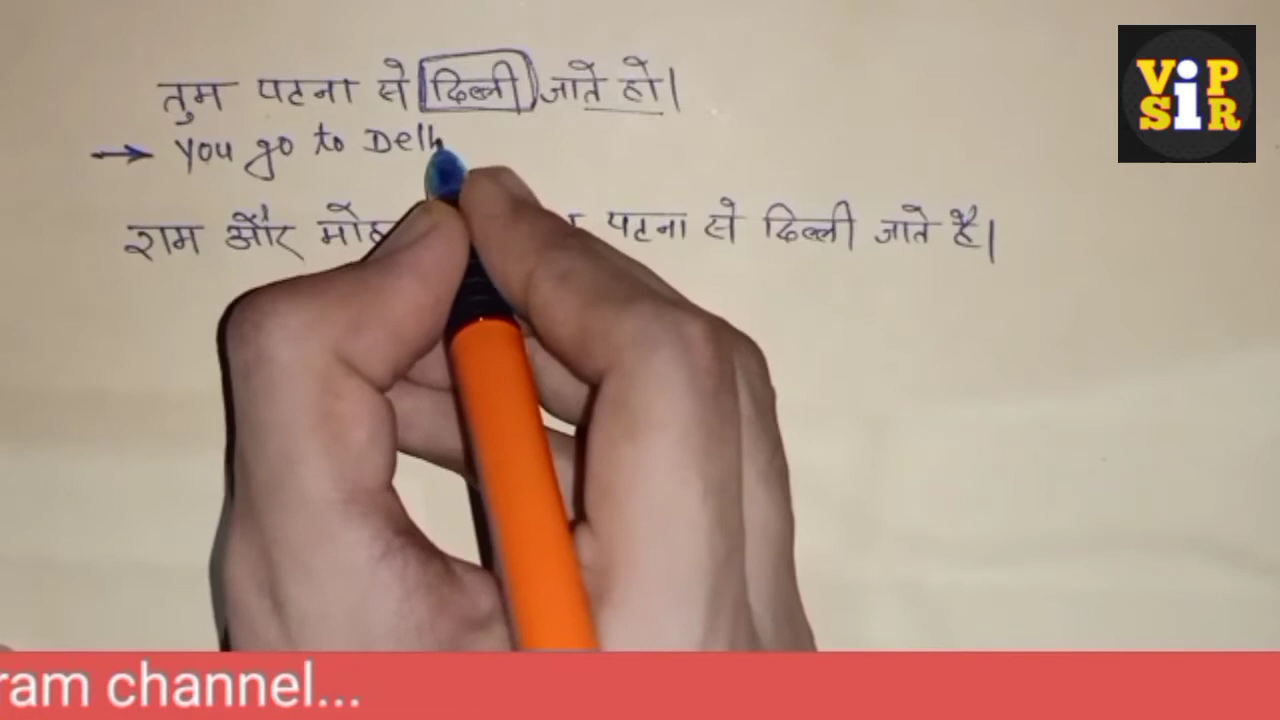 तुम पटना से दिल्ली जाते हो।
→ You go to Delh
राम और मोह पटना से दिल्ली जाते है।
ViP
SiR
ram channel...